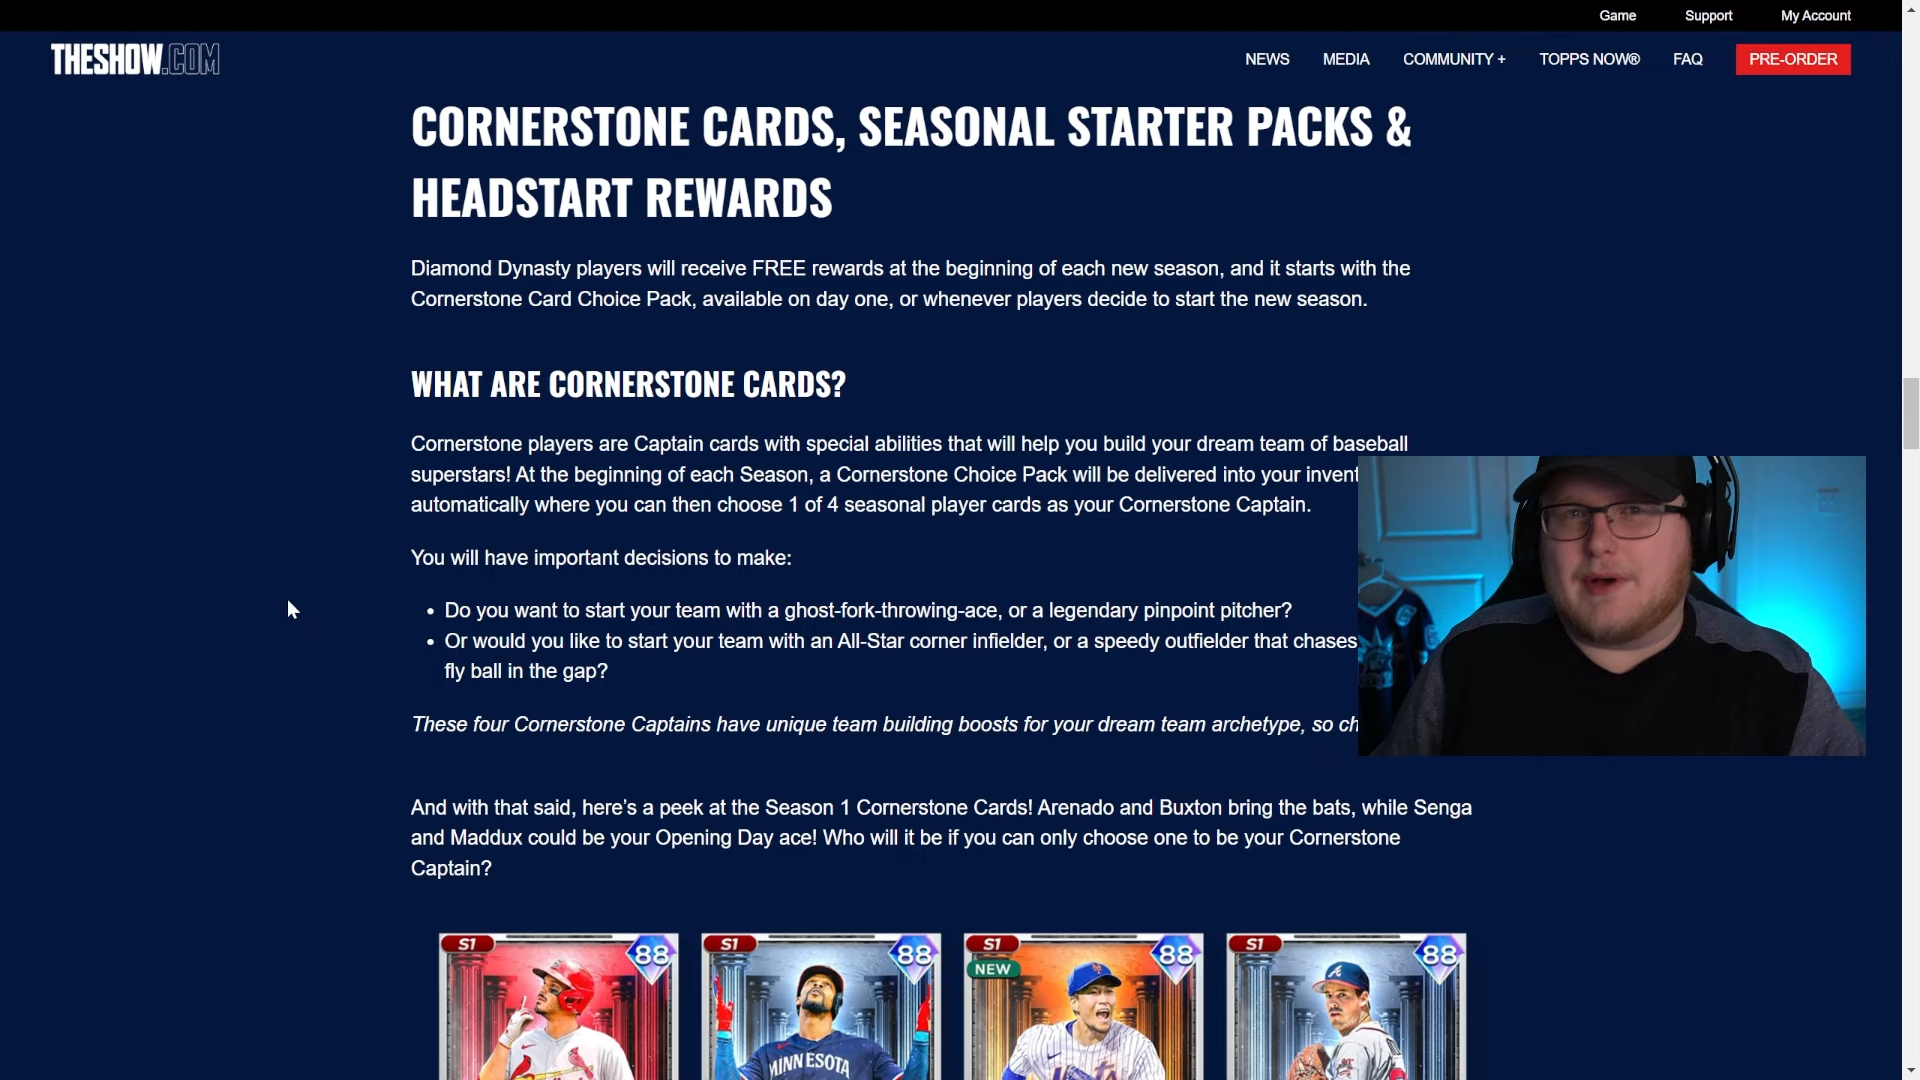 Game Support My Account
THESHOW.COM
NEWS MEDIA COMMUNITY + TOPPS NOW® FAQ PRE-ORDER
CORNERSTONE CARDS, SEASONAL STARTER PACKS &
HEADSTART REWARDS
Diamond Dynasty players will receive FREE rewards at the beginning of each new season, and it starts with the
Cornerstone Card Choice Pack, available on day one, or whenever players decide to start the new season.
WHAT ARE CORNERSTONE CARDS?
Cornerstone players are Captain cards with special abilities that will help you build your dream team of baseball
superstars! At the beginning of each Season, a Cornerstone Choice Pack will be delivered into your invent
automatically where you can then choose 1 of 4 seasonal player cards as your Cornerstone Captain.
You will have important decisions to make:
• Do you want to start your team with a ghost-fork-throwing-ace, or a legendary pinpoint pitcher?
• Or would you like to start your team with an All-Star corner infielder, or a speedy outfielder that chases
fly ball in the gap?
These four Cornerstone Captains have unique team building boosts for your dream team archetype, so ch
And with that said, here's a peek at the Season 1 Cornerstone Cards! Arenado and Buxton bring the bats, while Senga
and Maddux could be your Opening Day ace! Who will it be if you can only choose one to be your Cornerstone
Captain?
S1 88 S1 88 S1 88 S1 88
NEW
MINNESOTA
Mets